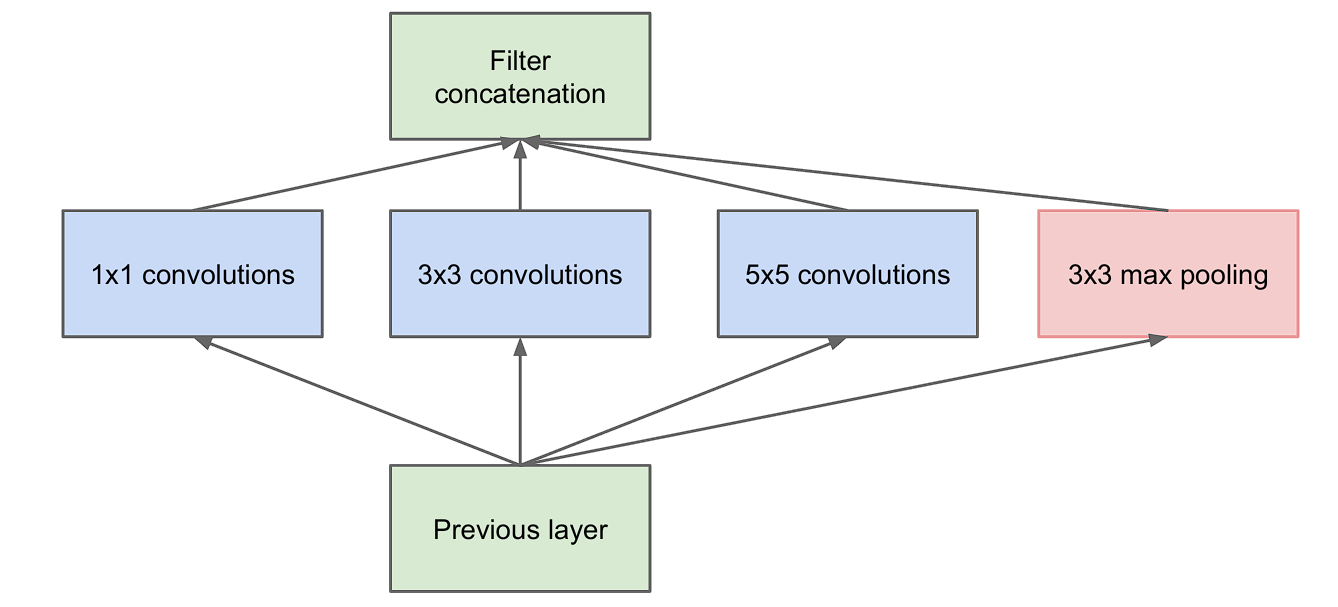 Filter
concatenation
1x1 convolutions
3x3 convolutions
5x5 convolutions
3x3 max pooling
Previous layer